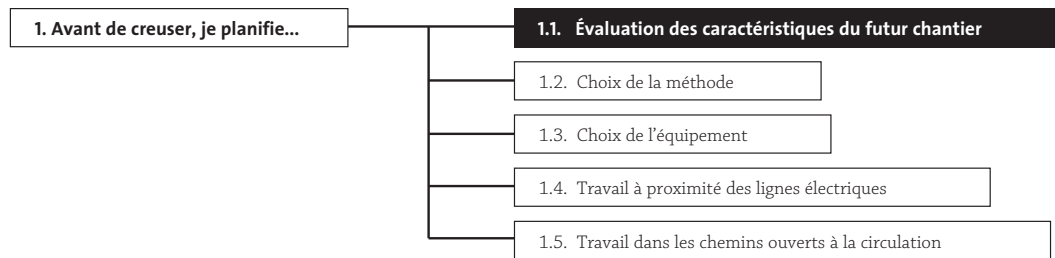 1. Avant de creuser, je planifie...
1.1. Évaluation des caractéristiques du futur chantier
1.2. Choix de la méthode
1.3. Choix de l’équipement
1.4. Travail à proximité des lignes électriques
1.5. Travail dans les chemins ouverts à la circulation